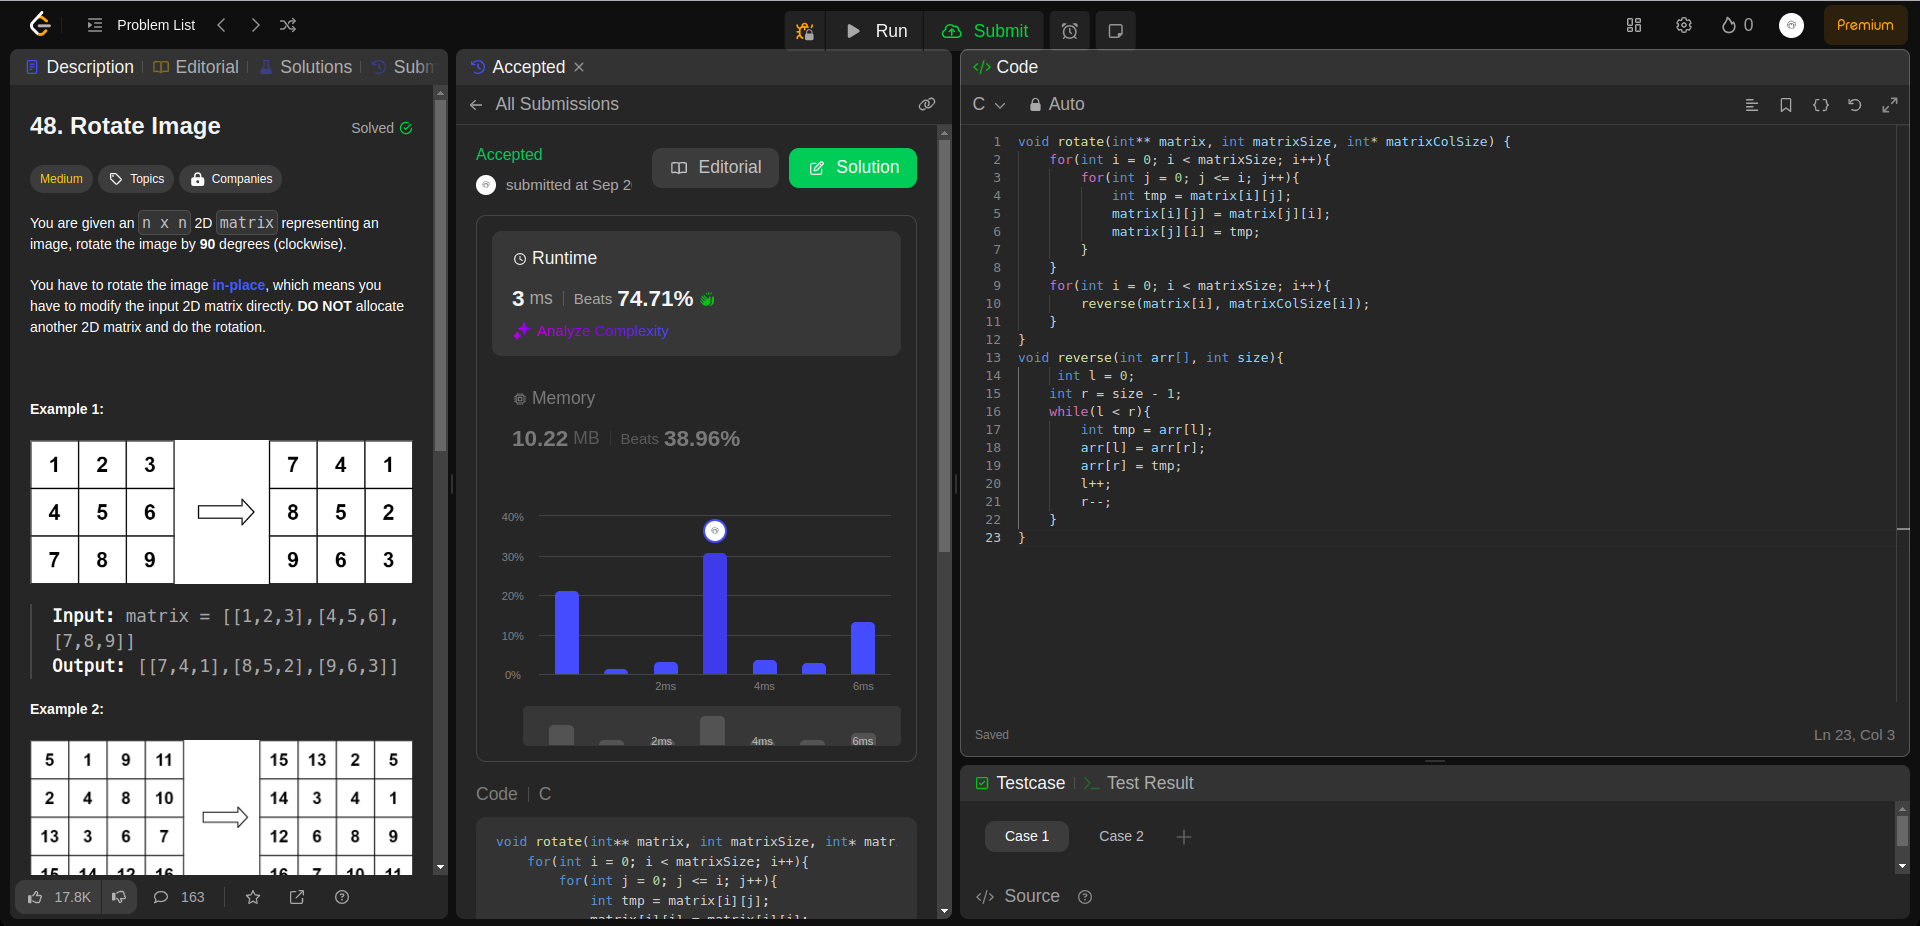 Problem List
Run
Submit
0
Premium
Description
Editorial
Solutions
Subm
48. Rotate Image
Solved
Medium
Topics
Companies
You are given an n x n 2D matrix representing an
image, rotate the image by 90 degrees (clockwise).
You have to rotate the image in-place, which means you
have to modify the input 2D matrix directly. DO NOT allocate
another 2D matrix and do the rotation.
Example 1:
1 2 3 7 4 1
4 5 6 8 5 2
7 8 9 9 6 3
Input: matrix = [[1,2,3],[4,5,6],
[7,8,9]]
Output: [[7,4,1],[8,5,2],[9,6,3]]
Example 2:
5 1 9 11 15 13 2 5
2 4 8 10 14 3 4 1
13 3 6 7 12 6 8 9
15 14 12 16 16 7 10 11
17.8K
163
Accepted
All Submissions
Accepted
submitted at Sep 2
Editorial
Solution
Runtime
3 ms | Beats 74.71%
Analyze Complexity
Memory
10.22 MB | Beats 38.96%
40%
30%
20%
10%
0%
2ms 4ms 6ms
2ms 4ms 6ms
Code | C
void rotate(int** matrix, int matrixSize, int* matr
for(int i = 0; i < matrixSize; i++){
for(int j = 0; j <= i; j++){
int tmp = matrix[i][j];
matrix[i][j] = matrix[j][i];
</> Code
C
Auto
1 void rotate(int** matrix, int matrixSize, int* matrixColSize) {
2 for(int i = 0; i < matrixSize; i++){
3 for(int j = 0; j <= i; j++){
4 int tmp = matrix[i][j];
5 matrix[i][j] = matrix[j][i];
6 matrix[j][i] = tmp;
7 }
8 }
9 for(int i = 0; i < matrixSize; i++){
10 reverse(matrix[i], matrixColSize[i]);
11 }
12 }
13 void reverse(int arr[], int size){
14 int l = 0;
15 int r = size - 1;
16 while(l < r){
17 int tmp = arr[l];
18 arr[l] = arr[r];
19 arr[r] = tmp;
20 l++;
21 r--;
22 }
23 }
Saved
Ln 23, Col 3
Testcase
Test Result
Case 1
Case 2
</> Source